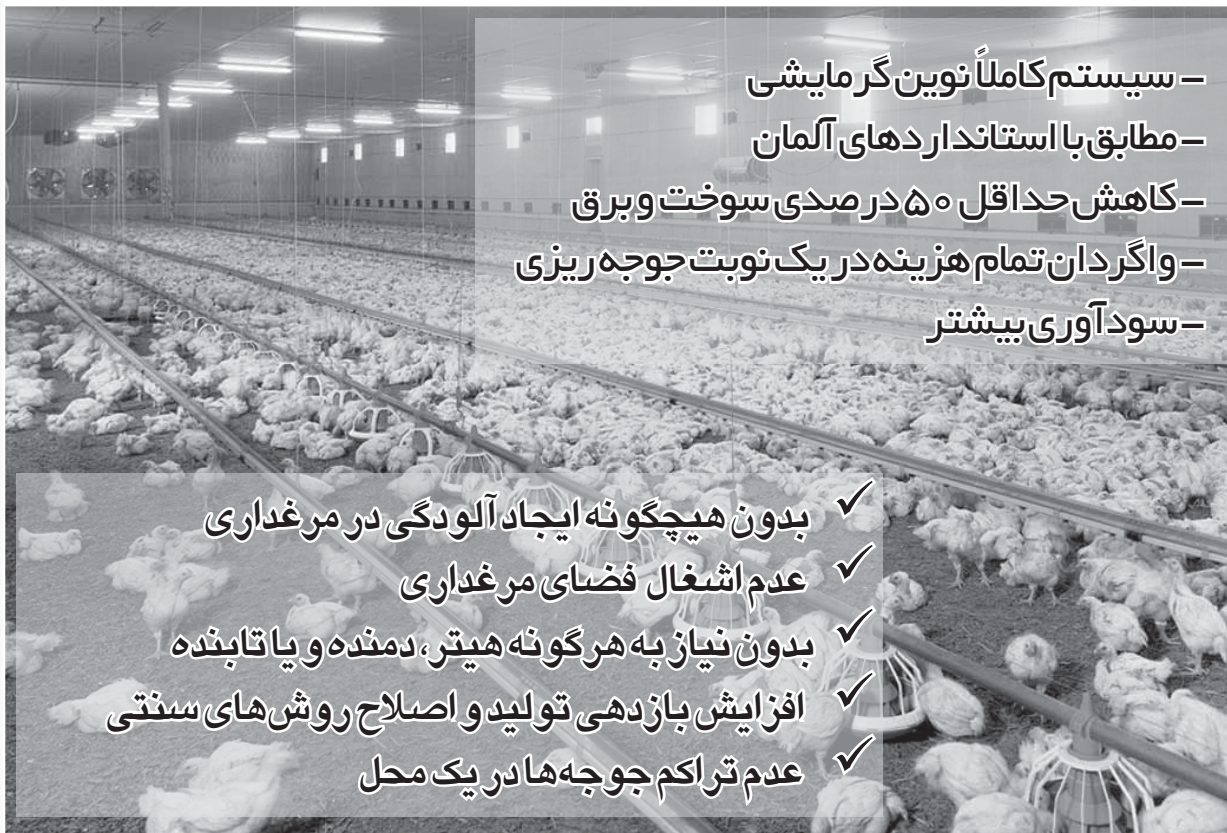 - سیستم کاملاً نوین گرمایشی
- مطابق با استانداردهای آلمان
- کاهش حداقل ۵۰ درصدی سوخت و برق
- واگردان تمام هزینه در یک نوبت جوجه ریزی
- سودآوری بیشتر
✓ بدون هیچگونه ایجاد آلودگی در مرغداری
✓ عدم اشغال فضای مرغداری
✓ بدون نیاز به هرگونه هیتر، دمنده و یا تابنده
✓ افزایش بازدهی تولید و اصلاح روش‌های سنتی
✓ عدم تراکم جوجه‌ها در یک محل